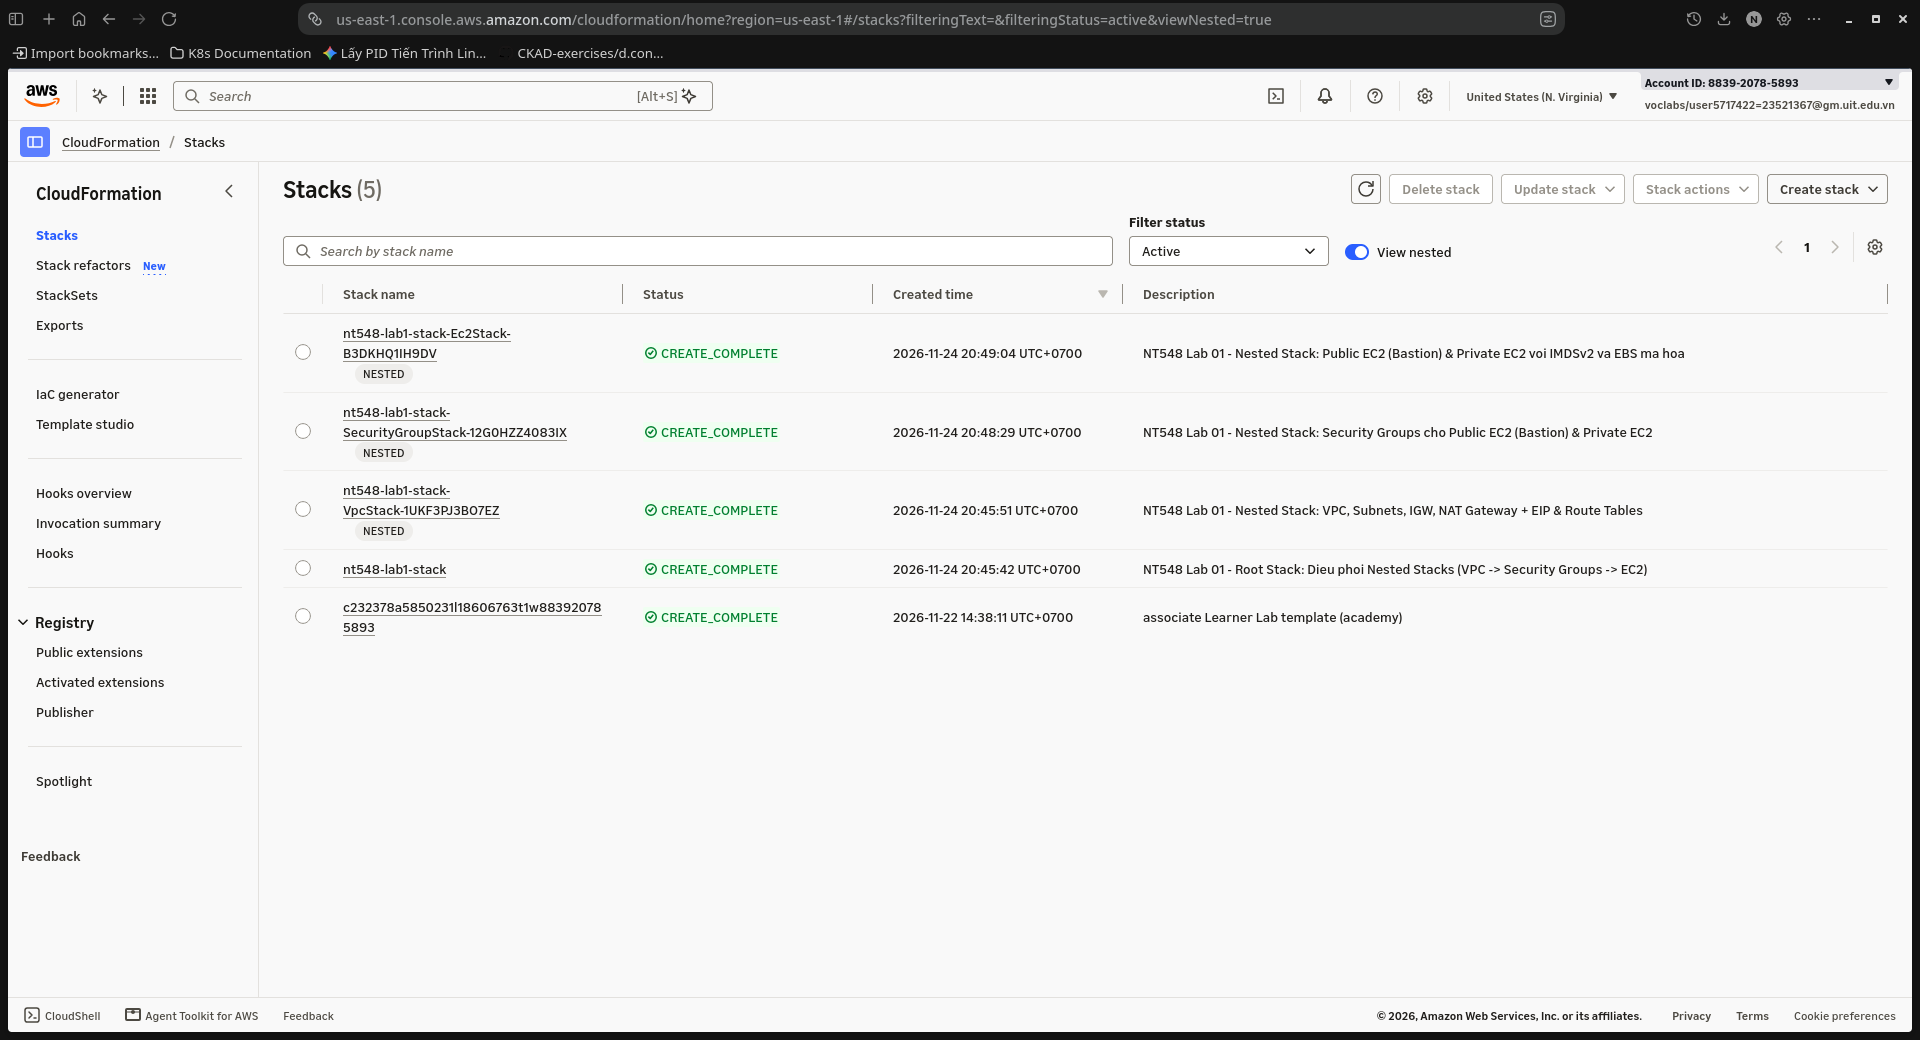 us-east-1.console.aws.amazon.com/cloudformation/home?region=us-east-1#/stacks?filteringText=&filteringStatus=active&viewNested=true
N
Import bookmarks...
K8s Documentation
Lấy PID Tiến Trình Lin...
CKAD-exercises/d.con...
aws
Search
[Alt+S]
United States (N. Virginia)
Account ID: 8839-2078-5893
voclabs/user5717422=23521367@gm.uit.edu.vn
CloudFormation / Stacks
CloudFormation
Stacks
Stack refactors New
StackSets
Exports
IaC generator
Template studio
Hooks overview
Invocation summary
Hooks
Registry
Public extensions
Activated extensions
Publisher
Spotlight
Feedback
Stacks (5)
Delete stack
Update stack
Stack actions
Create stack
Filter status
Search by stack name
Active
View nested
1
Stack name Status Created time Description
nt548-lab1-stack-Ec2Stack-
B3DKHQ1IH9DV
NESTED
CREATE_COMPLETE
2026-11-24 20:49:04 UTC+0700
NT548 Lab 01 - Nested Stack: Public EC2 (Bastion) & Private EC2 voi IMDSv2 va EBS ma hoa
nt548-lab1-stack-
SecurityGroupStack-12G0HZZ4083IX
NESTED
CREATE_COMPLETE
2026-11-24 20:48:29 UTC+0700
NT548 Lab 01 - Nested Stack: Security Groups cho Public EC2 (Bastion) & Private EC2
nt548-lab1-stack-
VpcStack-1UKF3PJ3BO7EZ
NESTED
CREATE_COMPLETE
2026-11-24 20:45:51 UTC+0700
NT548 Lab 01 - Nested Stack: VPC, Subnets, IGW, NAT Gateway + EIP & Route Tables
nt548-lab1-stack
CREATE_COMPLETE
2026-11-24 20:45:42 UTC+0700
NT548 Lab 01 - Root Stack: Dieu phoi Nested Stacks (VPC -> Security Groups -> EC2)
c232378a5850231l18606763t1w88392078
5893
CREATE_COMPLETE
2026-11-22 14:38:11 UTC+0700
associate Learner Lab template (academy)
CloudShell
Agent Toolkit for AWS
Feedback
© 2026, Amazon Web Services, Inc. or its affiliates.
Privacy
Terms
Cookie preferences